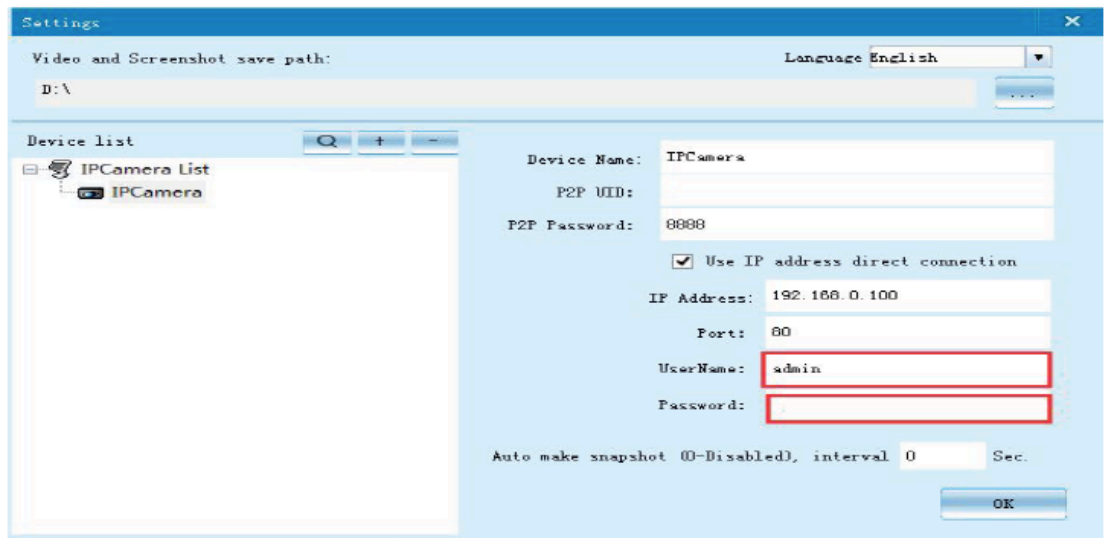 Settings
Video and Screenshot save path:
Language English
D:\
...
Device list
Q + -
IPCamera List
IPCamera
Device Name: IPCamera
P2P UID:
P2P Password: 8888
Use IP address direct connection
IP Address: 192.168.0.100
Port: 80
UserName: admin
Password:
Auto make snapshot (0-Disabled), interval 0 Sec.
OK